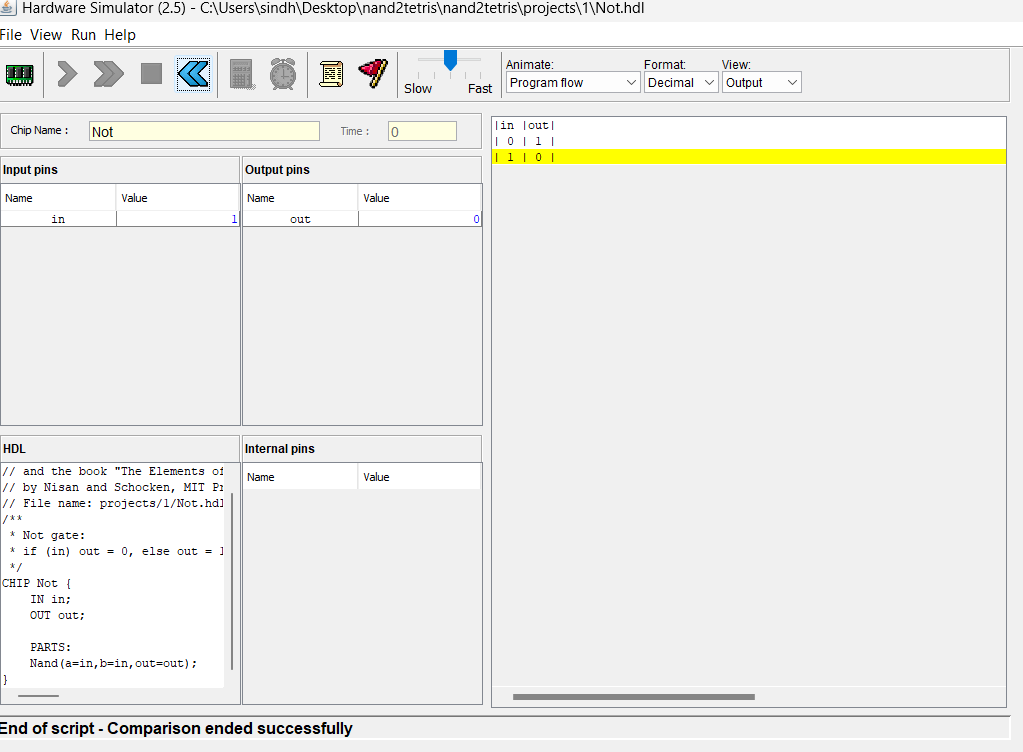 Hardware Simulator (2.5) - C:\Users\sindh\Desktop\nand2tetris\nand2tetris\projects\1\Not.hdl
File View Run Help
Slow Fast
Animate: Format: View:
Program flow Decimal Output
Chip Name : Not Time : 0
Input pins
Name Value
in 1
Output pins
Name Value
out 0
HDL
// and the book "The Elements of
// by Nisan and Schocken, MIT Pr
// File name: projects/1/Not.hdl
/**
* Not gate:
* if (in) out = 0, else out = 1
*/
CHIP Not {
IN in;
OUT out;
PARTS:
Nand(a=in,b=in,out=out);
}
Internal pins
Name Value
|in |out|
| 0 | 1 |
| 1 | 0 |
End of script - Comparison ended successfully